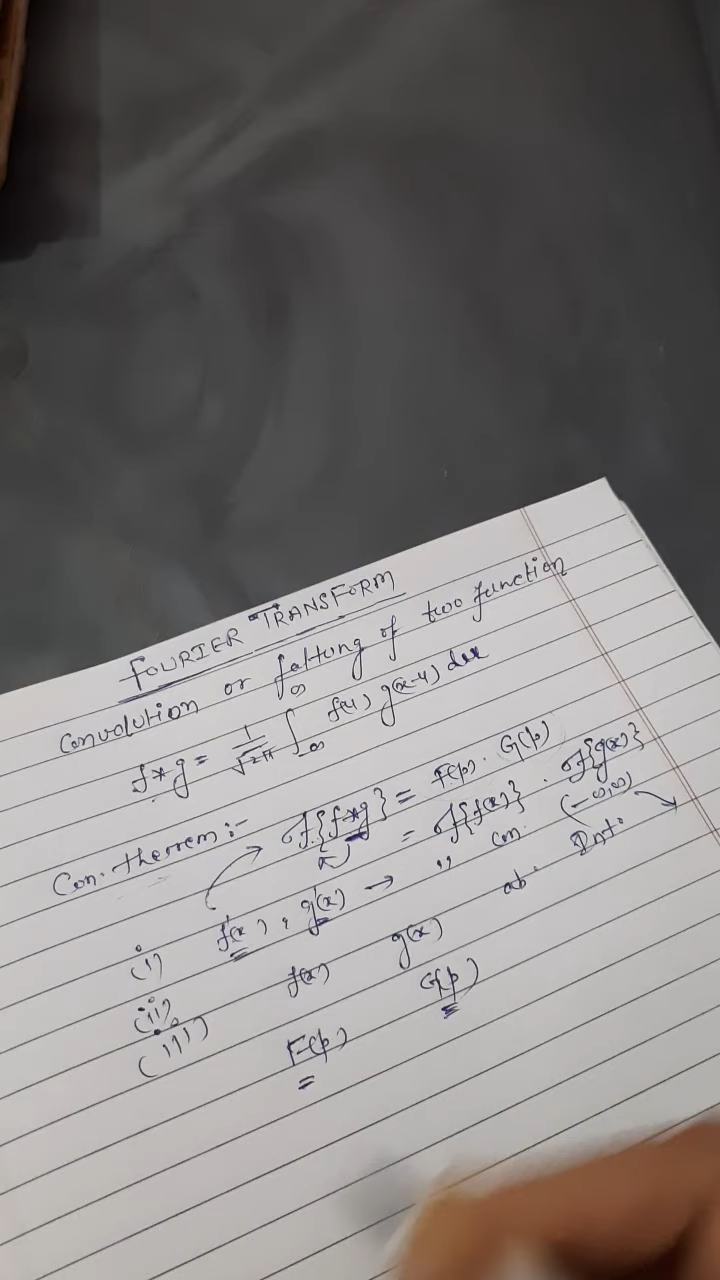 FOURIER TRANSFORM
Convolution or faltung of two function
f*g = 1/√2π ∫_-∞^∞ f(u) g(x-u) du
Con. theorem :- F{f*g} = F(p). G(p)
= F{f(x)} . F{g(x)}
(i) f'(x), g'(x) → " con. (-∞,∞)
(ii) f(x) g(x) ab. Int.
(iii) F(p) G(p)